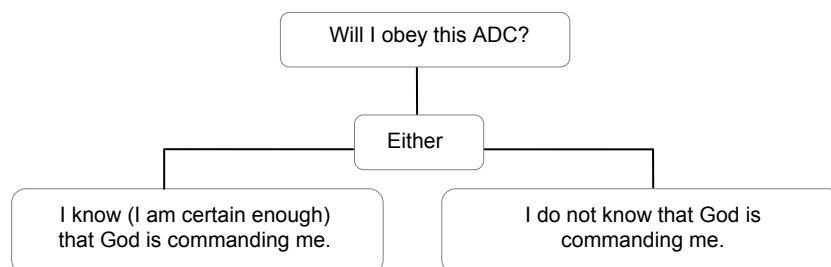 Will I obey this ADC?
Either
I know (I am certain enough)
that God is commanding me.
I do not know that God is
commanding me.